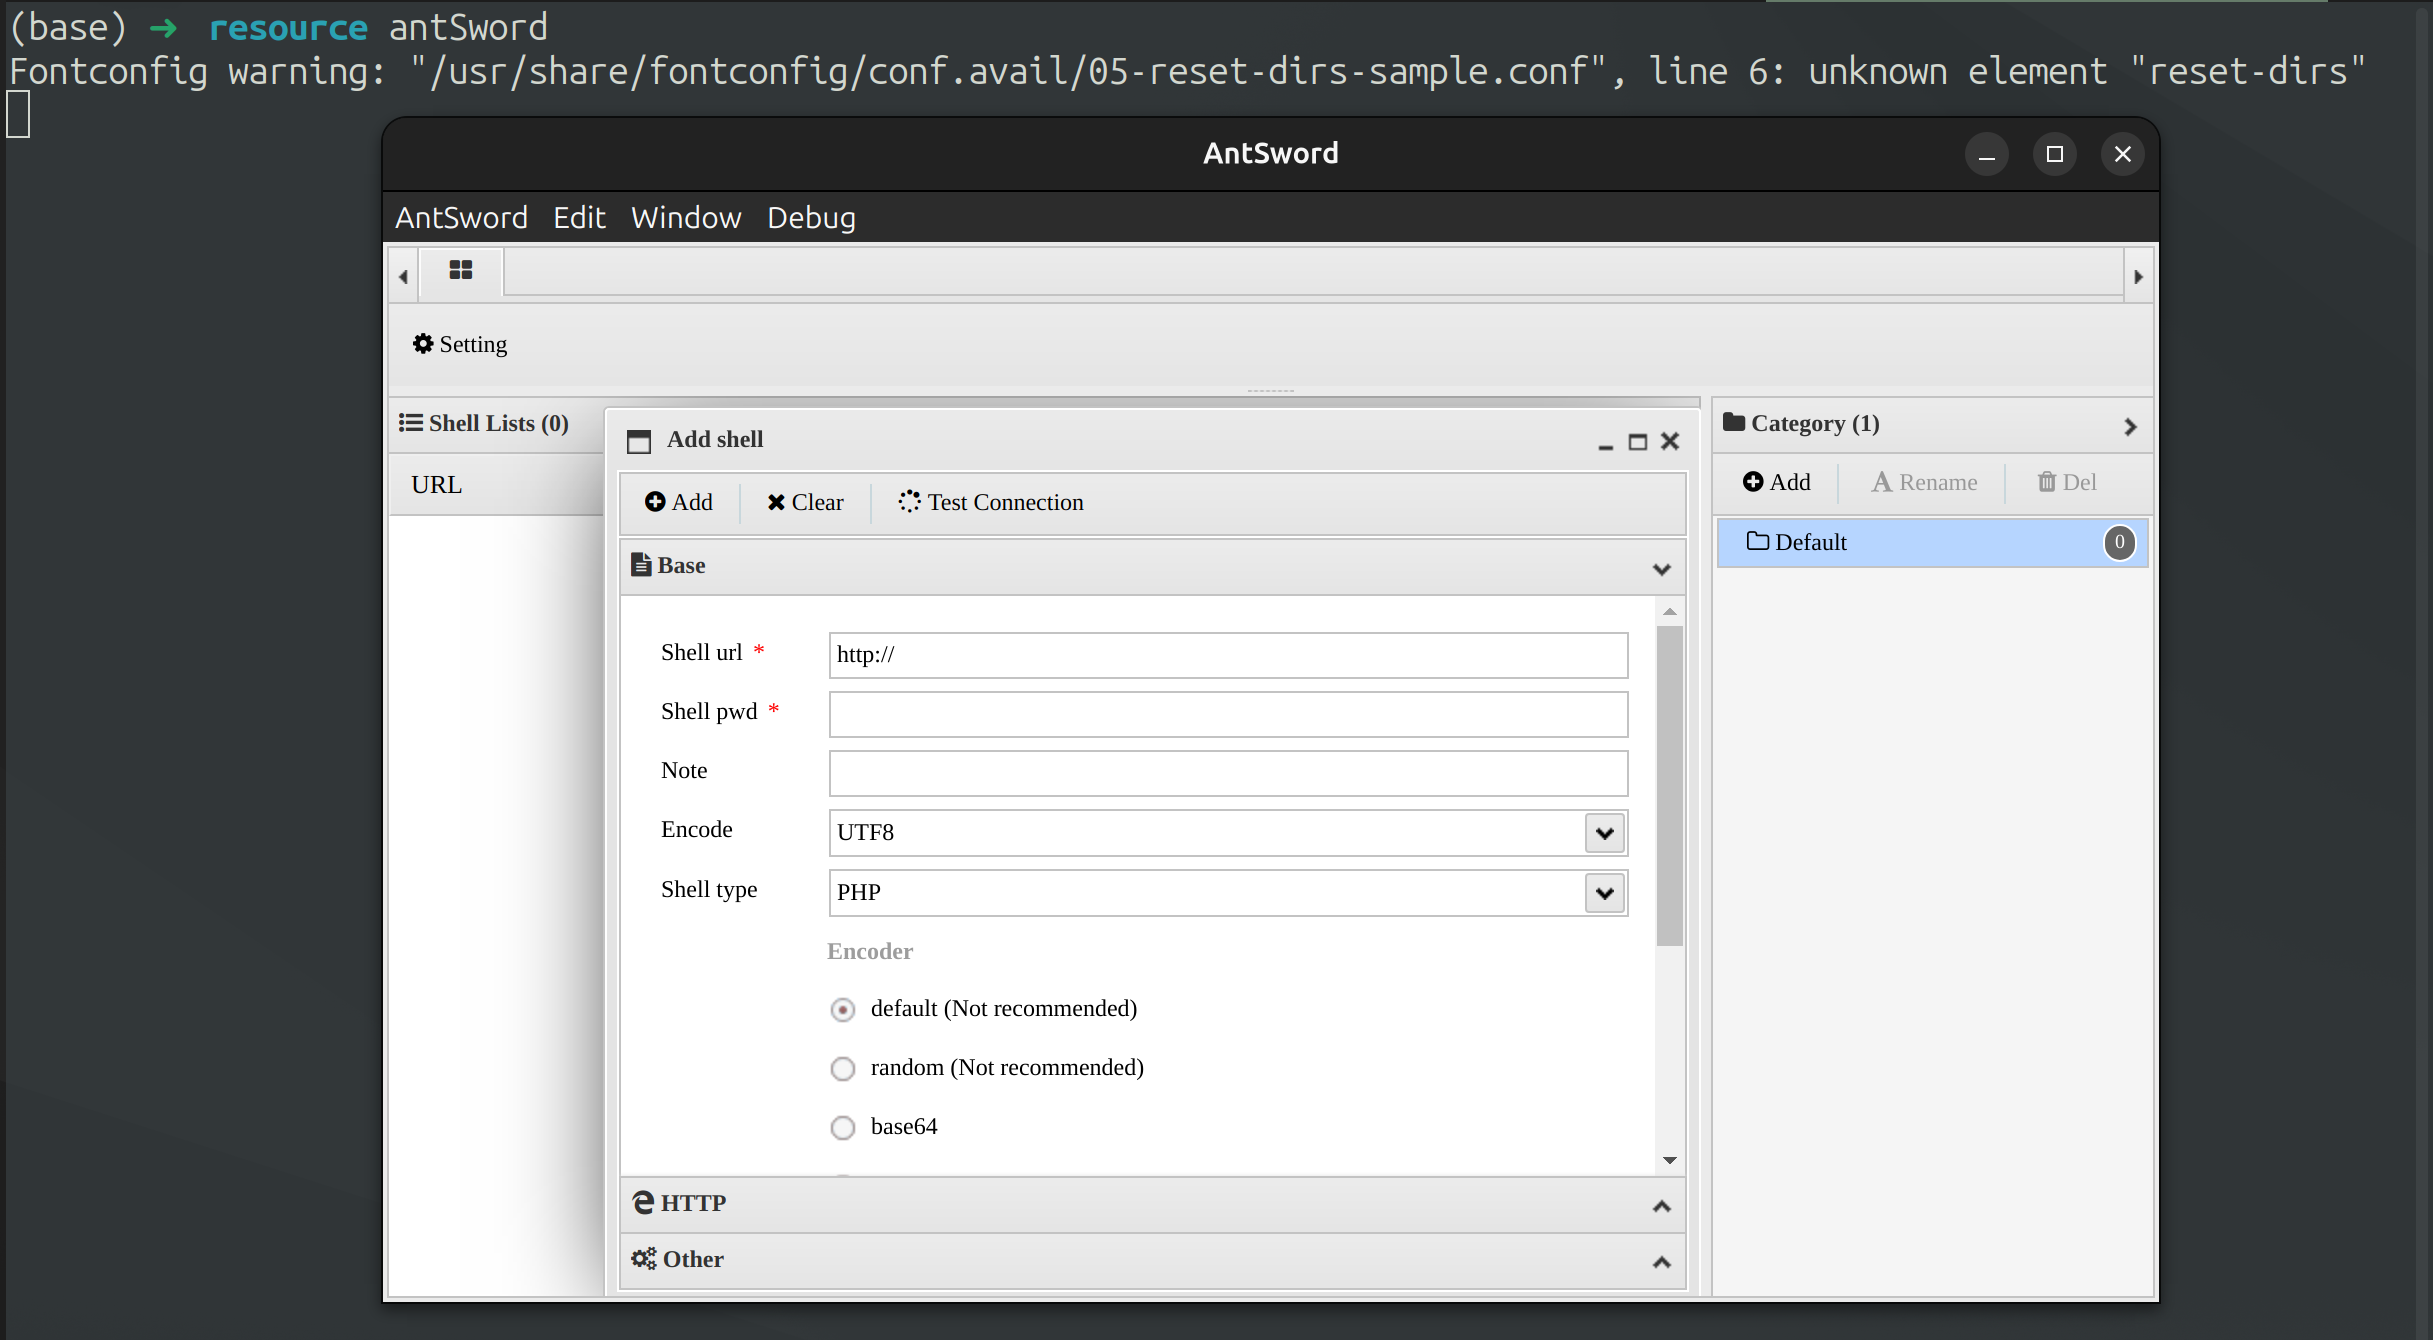 (base) ➜ resource antSword
Fontconfig warning: "/usr/share/fontconfig/conf.avail/05-reset-dirs-sample.conf", line 6: unknown element "reset-dirs"
AntSword
AntSword Edit Window Debug
Setting
Shell Lists (0)
URL
Add shell
Add Clear Test Connection
Base
Shell url *
http://
Shell pwd *
Note
Encode
UTF8
Shell type
PHP
Encoder
default (Not recommended)
random (Not recommended)
base64
HTTP
Other
Category (1)
Add Rename Del
Default 0